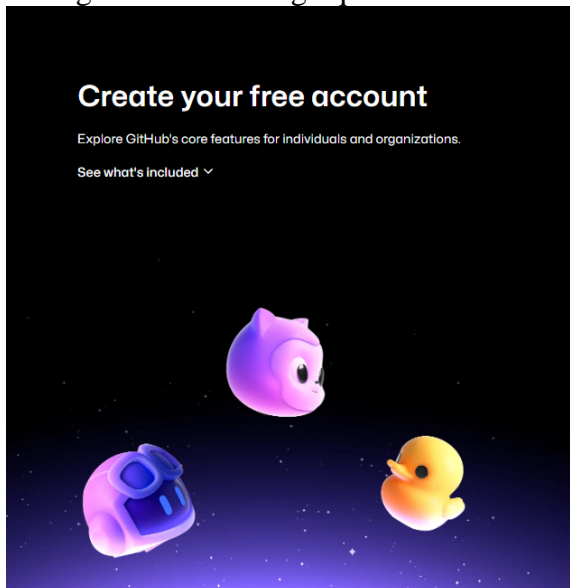 Create your free account
Explore GitHub's core features for individuals and organizations.
See what's included